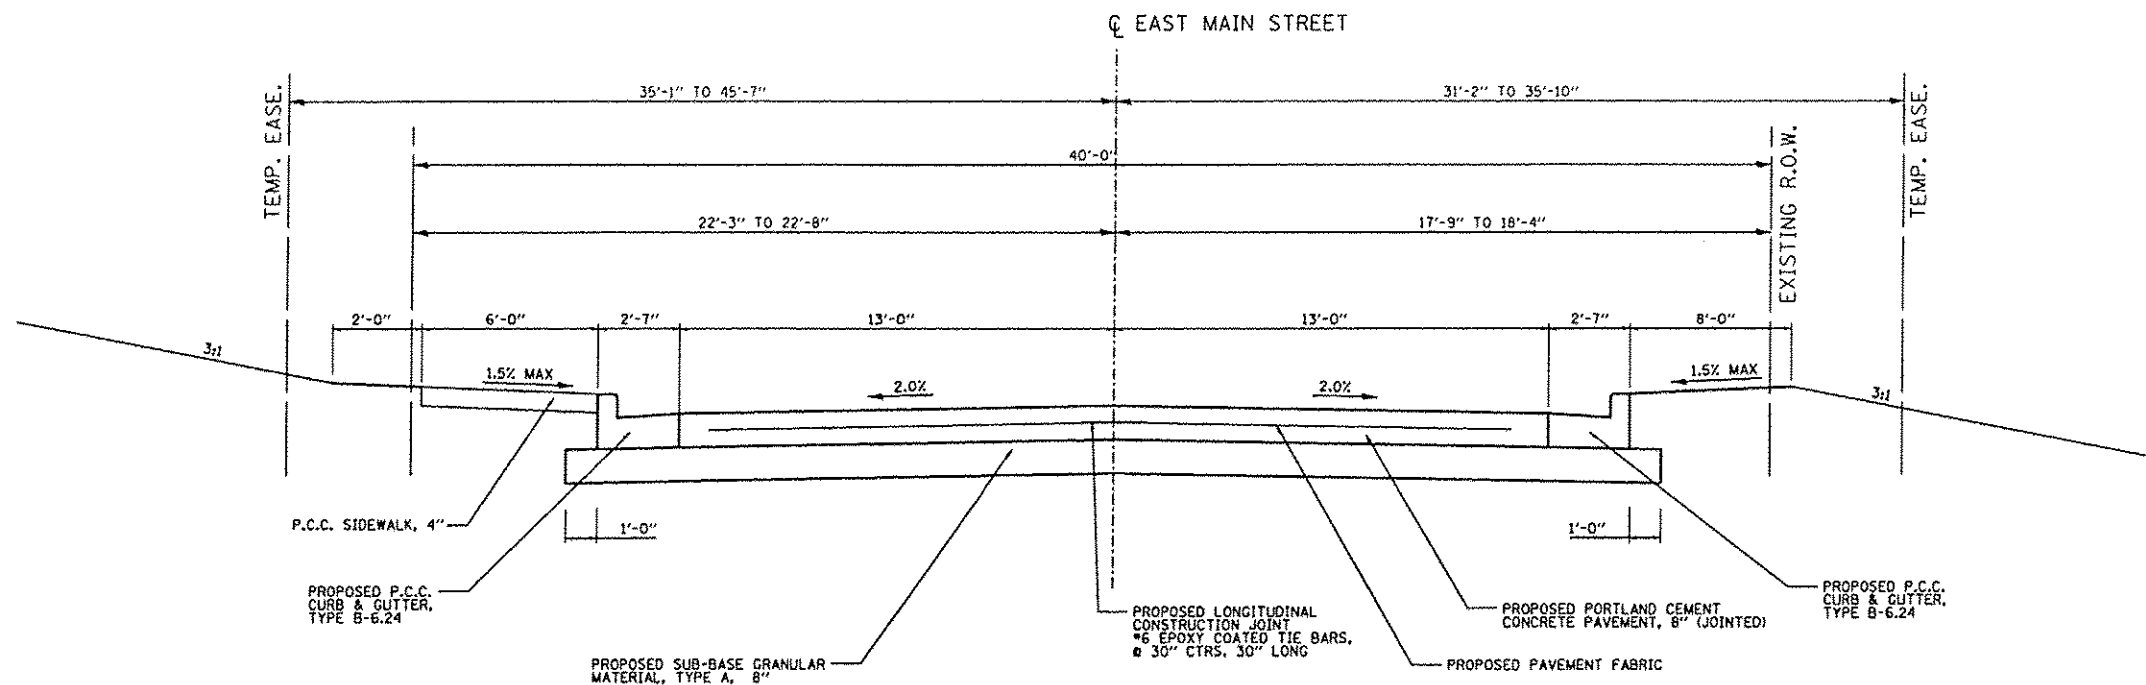 ℄ EAST MAIN STREET
35'-1" TO 45'-7"
31'-2" TO 35'-10"
TEMP. EASE.
TEMP. EASE.
40'-0'
EXISTING R.O.W.
22'-3" TO 22'-8"
17'-9" TO 18'-4"
2'-0"
6'-0"
2'-7"
13'-0"
13'-0"
2'-7"
8'-0"
3:1
1.5% MAX
2.0%
2.0%
1.5% MAX
3:1
P.C.C. SIDEWALK, 4"
1'-0"
1'-0"
PROPOSED P.C.C.
CURB & GUTTER,
TYPE B-6.24
PROPOSED SUB-BASE GRANULAR
MATERIAL, TYPE A, 8"
PROPOSED LONGITUDINAL
CONSTRUCTION JOINT
#6 EPOXY COATED TIE BARS,
@ 30" CTRS, 30" LONG
PROPOSED PORTLAND CEMENT
CONCRETE PAVEMENT, 8" (JOINTED)
PROPOSED PAVEMENT FABRIC
PROPOSED P.C.C.
CURB & GUTTER,
TYPE B-6.24